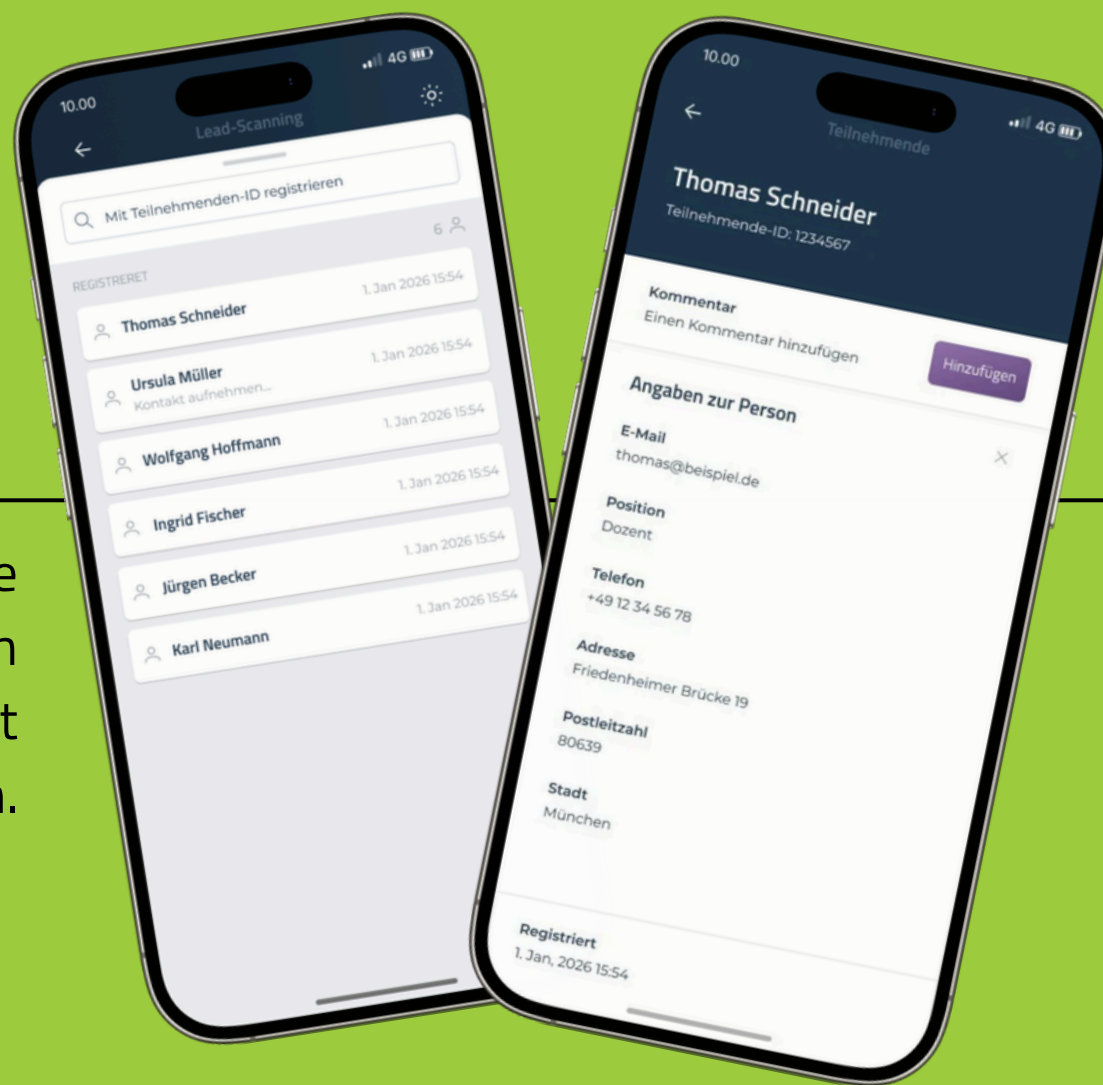 10.00
4G
Lead-Scanning
Mit Teilnehmenden-ID registrieren
6
REGISTRERET
Thomas Schneider
1. Jan 2026 15:54
Ursula Müller
Kontakt aufnehmen...
1. Jan 2026 15:54
Wolfgang Hoffmann
1. Jan 2026 15:54
Ingrid Fischer
1. Jan 2026 15:54
Jürgen Becker
1. Jan 2026 15:54
Karl Neumann
1. Jan 2026 15:54
10.00
4G
Teilnehmende
Thomas Schneider
Teilnehmende-ID: 1234567
Kommentar
Einen Kommentar hinzufügen
Hinzufügen
Angaben zur Person
E-Mail
thomas@beispiel.de
Position
Dozent
Telefon
+49 12 34 56 78
Adresse
Friedenheimer Brücke 19
Postleitzahl
80639
Stadt
München
Registriert
1. Jan, 2026 15:54